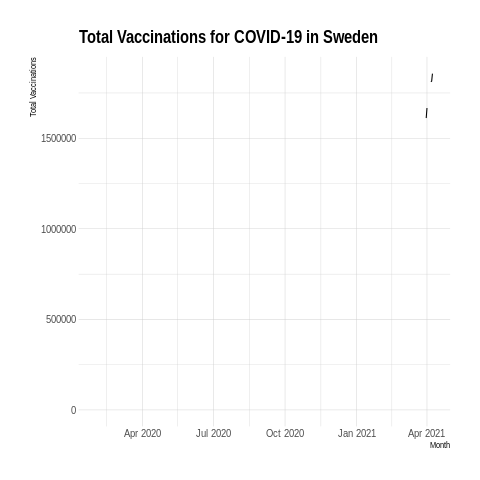 Total Vaccinations for COVID-19 in Sweden
Total Vaccinations
1500000
1000000
500000
0
Apr 2020 Jul 2020 Oct 2020 Jan 2021 Apr 2021
Month